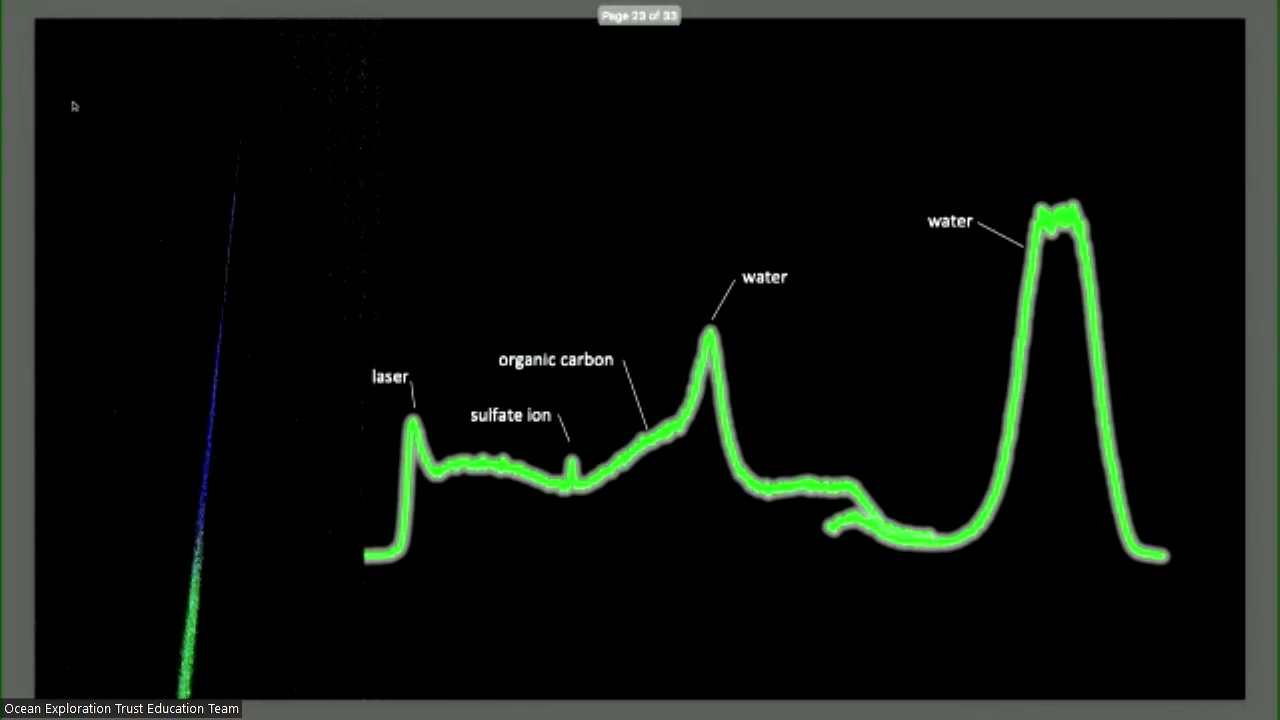 Page 23 of 33
water
water
organic carbon
laser
sulfate ion
Ocean Exploration Trust Education Team